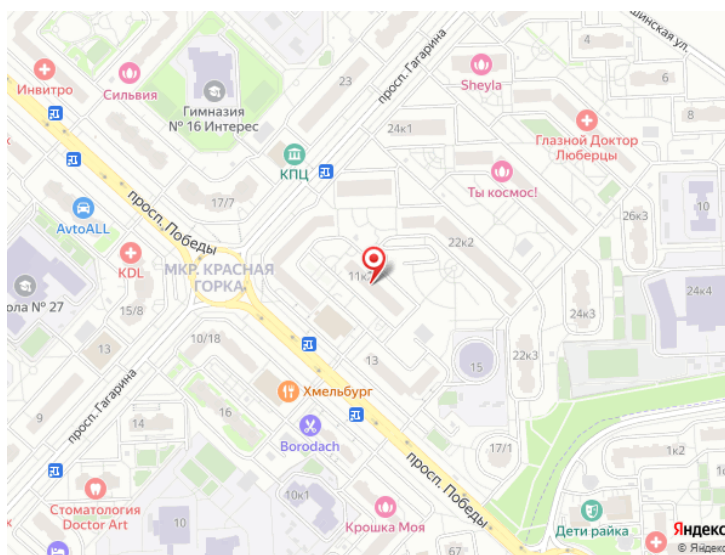 шинская ул.
4
6
8
Инвитро
Сильвия
23
просп. Гагарина
Sheyla
Гимназия
№ 16 Интерес
24к1
Глазной Доктор
Люберцы
КПЦ
Ты космос!
17/7
просп. Победы
AvtoALL
10
26к3
22к2
KDL
МКР. КРАСНАЯ
ГОРКА
24к4
ола № 27
15/8
24к3
10/18
13
13
15
22к3
просп. Гагарина
Хмельбург
9
14
16
Borodach
17/1
1к2
просп. Победы
Стоматология
Doctor Art
10
10к1
Крошка Моя
Дети райка
67
Яндекс
© Яндекс